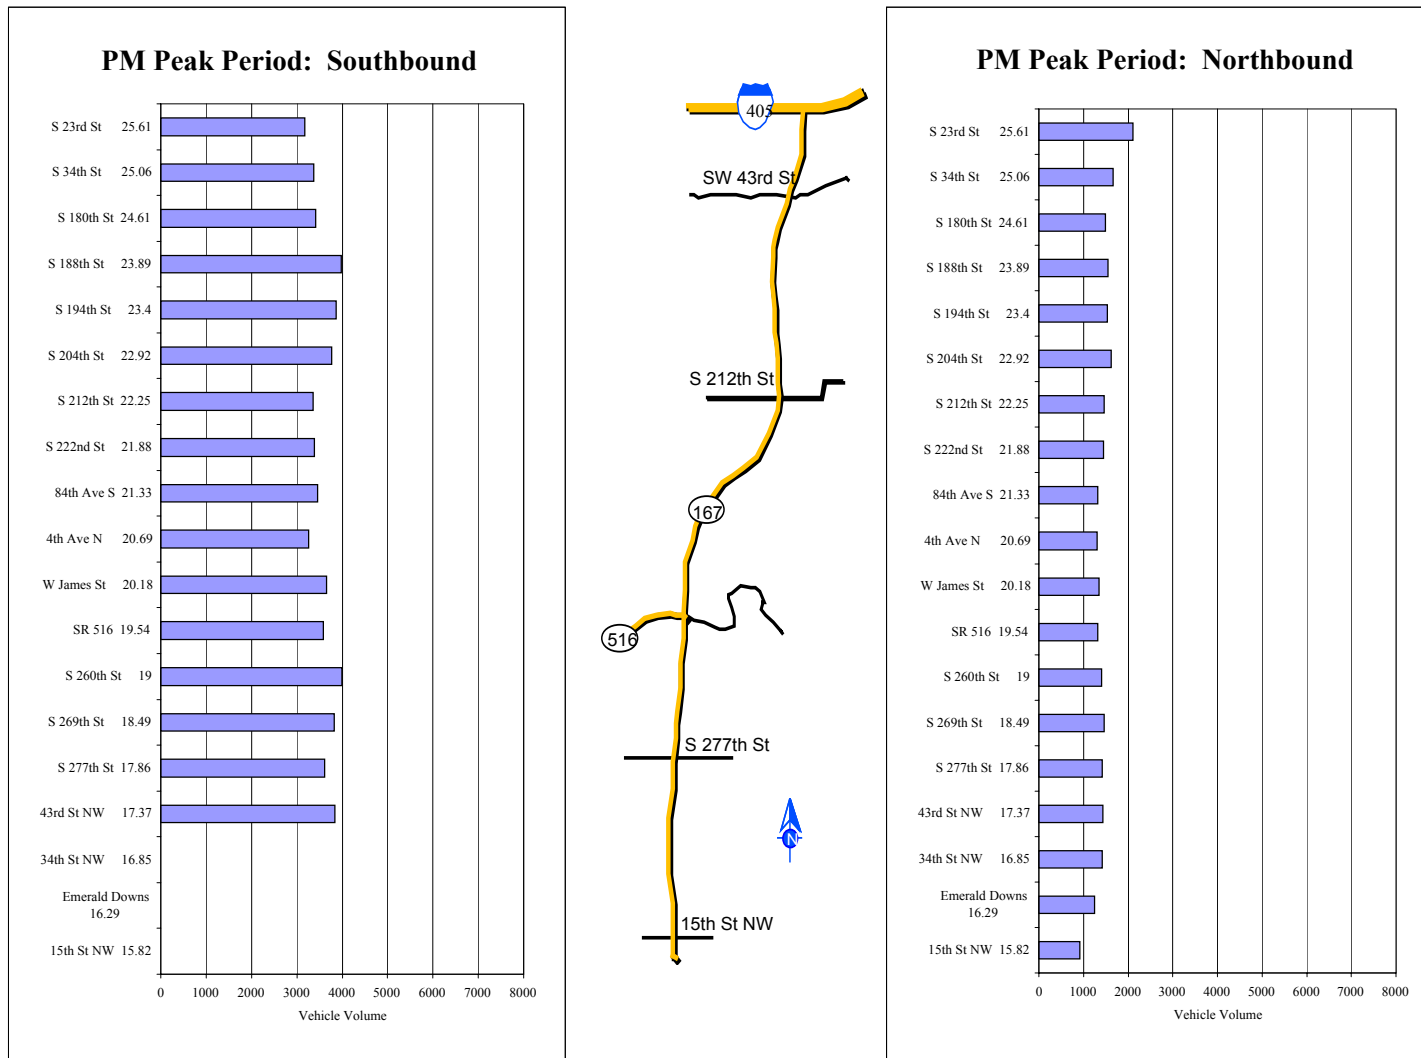 PM Peak Period: Southbound
S 23rd St 25.61
S 34th St 25.06
S 180th St 24.61
S 188th St 23.89
S 194th St 23.4
S 204th St 22.92
S 212th St 22.25
S 222nd St 21.88
84th Ave S 21.33
4th Ave N 20.69
W James St 20.18
SR 516 19.54
S 260th St 19
S 269th St 18.49
S 277th St 17.86
43rd St NW 17.37
34th St NW 16.85
Emerald Downs
16.29
15th St NW 15.82
0 1000 2000 3000 4000 5000 6000 7000 8000
Vehicle Volume
405
SW 43rd St
S 212th St
167
516
S 277th St
N
15th St NW
PM Peak Period: Northbound
S 23rd St 25.61
S 34th St 25.06
S 180th St 24.61
S 188th St 23.89
S 194th St 23.4
S 204th St 22.92
S 212th St 22.25
S 222nd St 21.88
84th Ave S 21.33
4th Ave N 20.69
W James St 20.18
SR 516 19.54
S 260th St 19
S 269th St 18.49
S 277th St 17.86
43rd St NW 17.37
34th St NW 16.85
Emerald Downs
16.29
15th St NW 15.82
0 1000 2000 3000 4000 5000 6000 7000 8000
Vehicle Volume